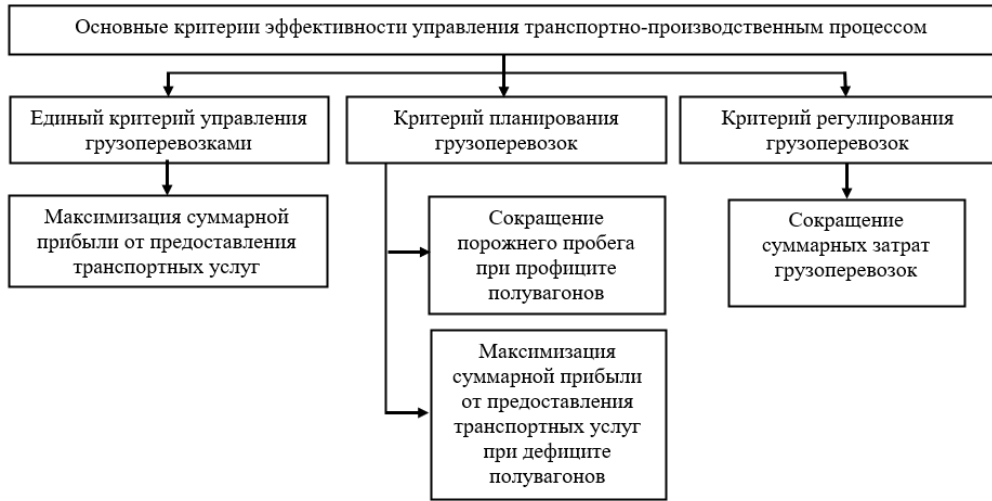 Основные критерии эффективности управления транспортно-производственным процессом
Единый критерий управления
грузоперевозками
Критерий планирования
грузоперевозок
Критерий регулирования
грузоперевозок
Максимизация суммарной
прибыли от предоставления
транспортных услуг
Сокращение
порожнего пробега
при профиците
полувагонов
Сокращение
суммарных затрат
грузоперевозок
Максимизация
суммарной прибыли
от предоставления
транспортных услуг
при дефиците
полувагонов